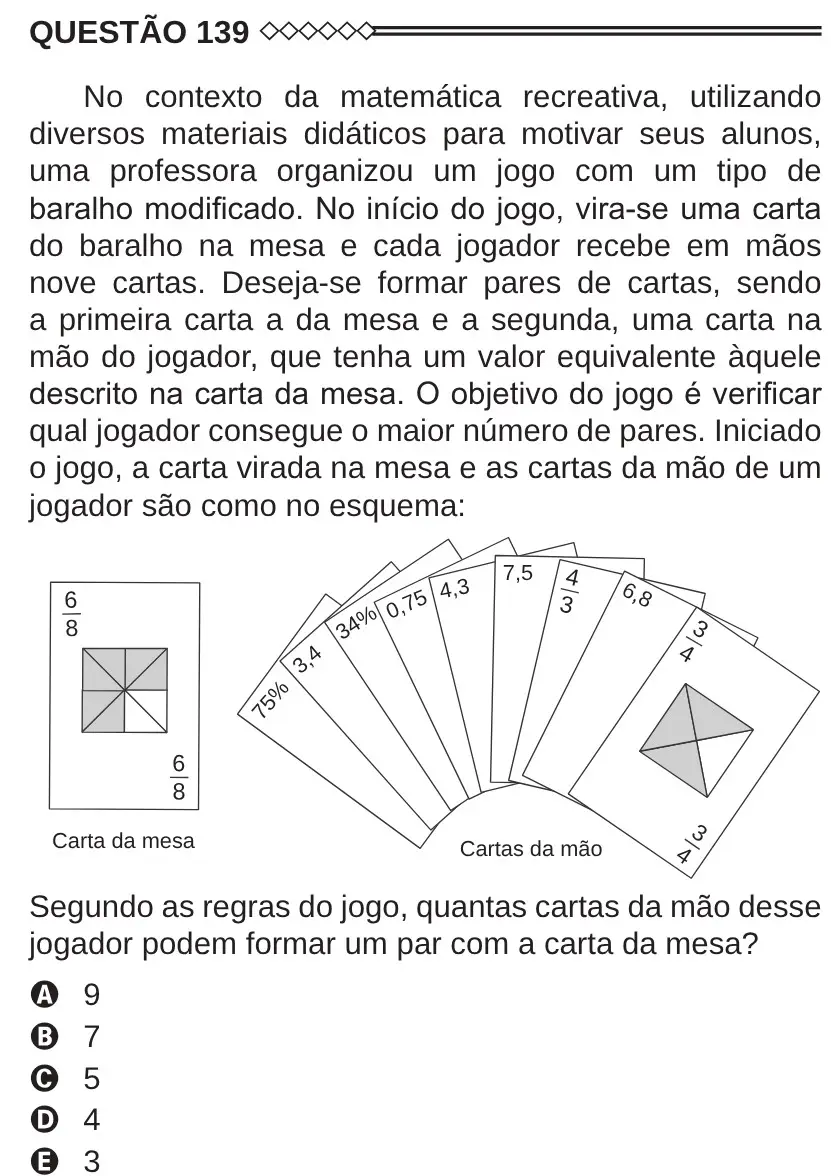 QUESTÃO 139
No contexto da matemática recreativa, utilizando
diversos materiais didáticos para motivar seus alunos,
uma professora organizou um jogo com um tipo de
baralho modificado. No início do jogo, vira-se uma carta
do baralho na mesa e cada jogador recebe em mãos
nove cartas. Deseja-se formar pares de cartas, sendo
a primeira carta a da mesa e a segunda, uma carta na
mão do jogador, que tenha um valor equivalente àquele
descrito na carta da mesa. O objetivo do jogo é verificar
qual jogador consegue o maior número de pares. Iniciado
o jogo, a carta virada na mesa e as cartas da mão de um
jogador são como no esquema:
6
8
6
8
Carta da mesa
75%
3,4
34%
0,75
4,3
7,5
4
3
6,8
3
4
3
4
Cartas da mão
Segundo as regras do jogo, quantas cartas da mão desse
jogador podem formar um par com a carta da mesa?
A 9
B 7
C 5
D 4
E 3